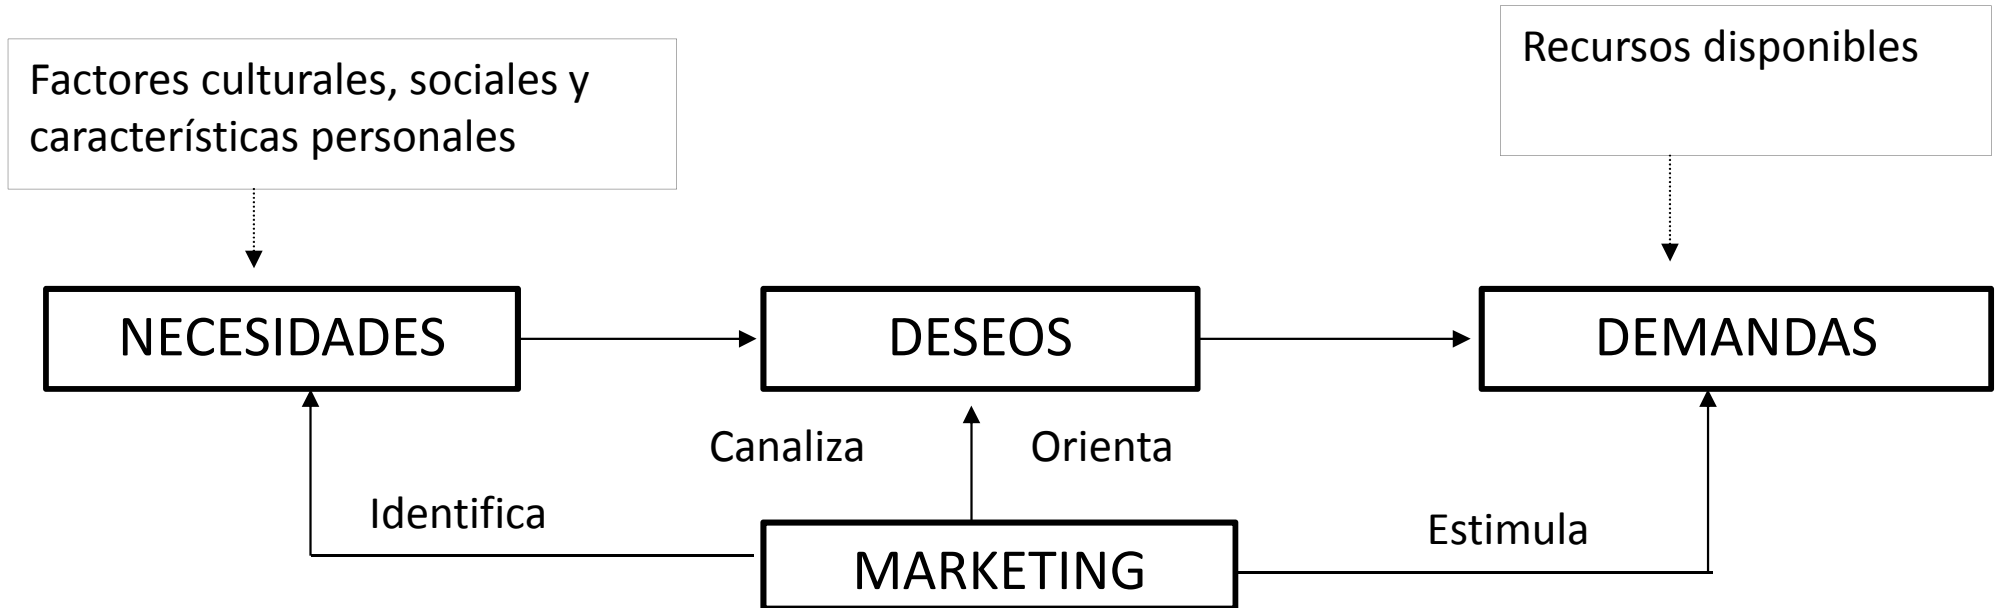 Factores culturales, sociales y
características personales
Recursos disponibles
NECESIDADES
DESEOS
DEMANDAS
Canaliza
Orienta
Identifica
Estimula
MARKETING